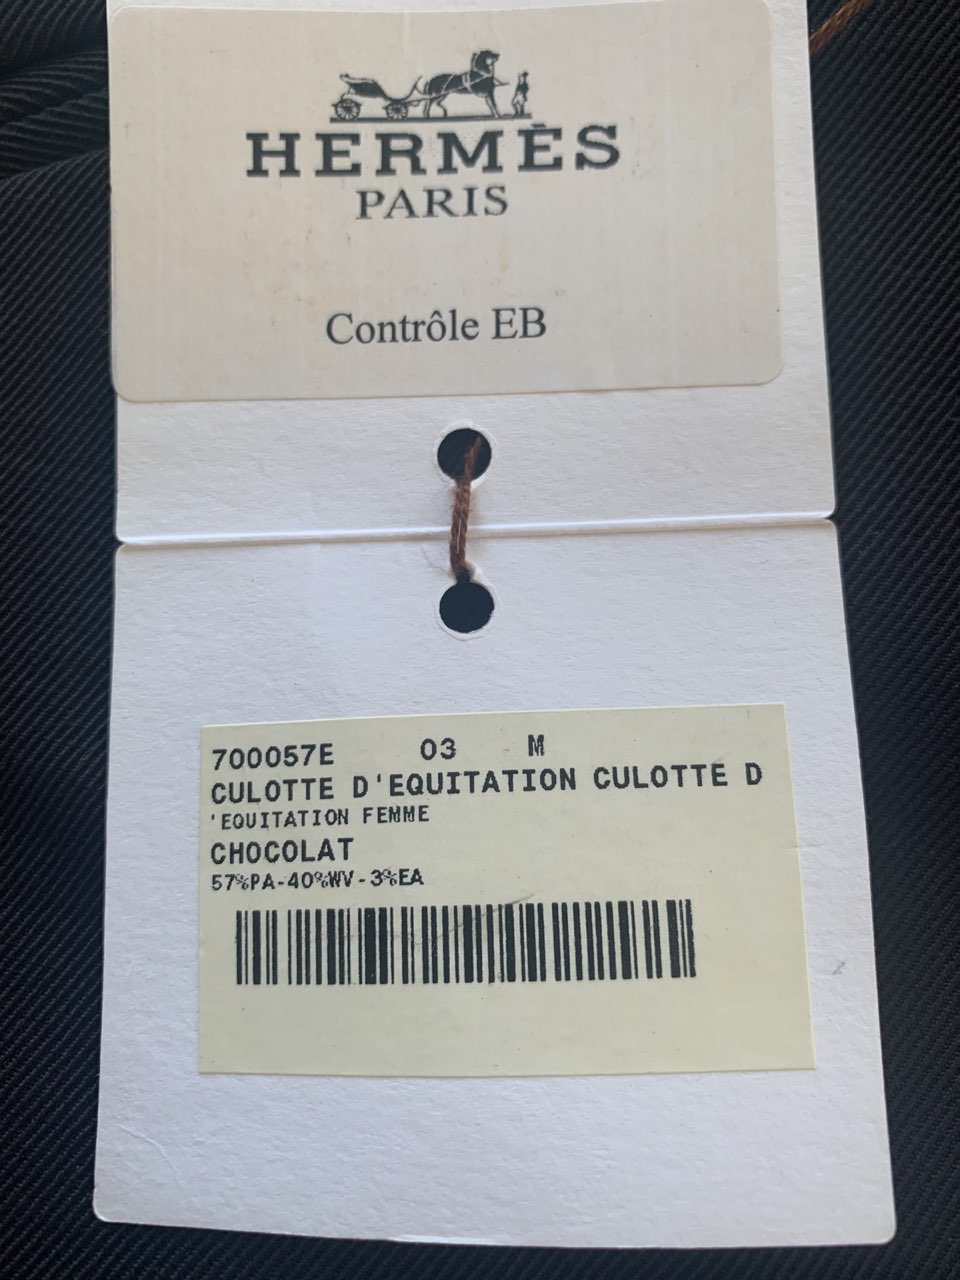 HERMÈS
PARIS
Contrôle EB
700057E 03 M
CULOTTE D'EQUITATION CULOTTE D
'EQUITATION FEMME
CHOCOLAT
57%PA-40%WV-3%EA